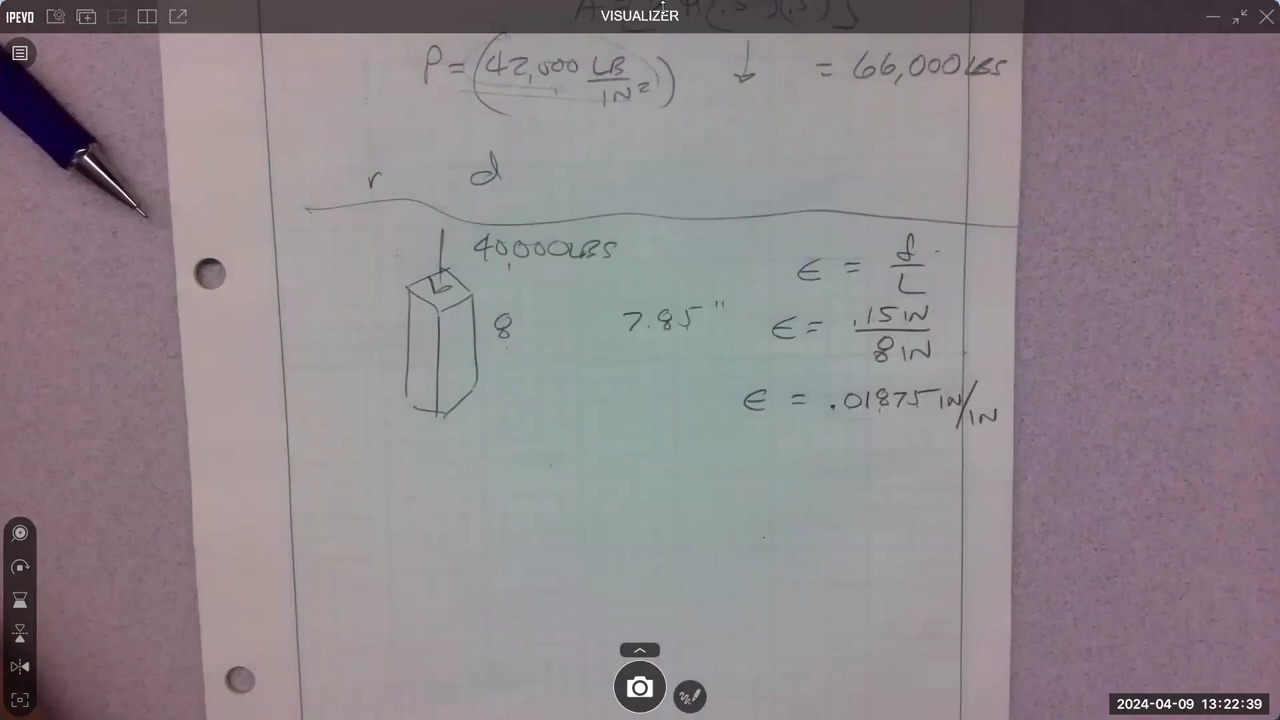 IPEVO
VISUALIZER
P = (42,000 LB/IN²) ↓ = 66,000 LBS
r d
40,000 LBS
8
7.85"
ε = δ/L
ε = .15 IN/8 IN
ε = .01875 IN/IN
2024-04-09 13:22:39